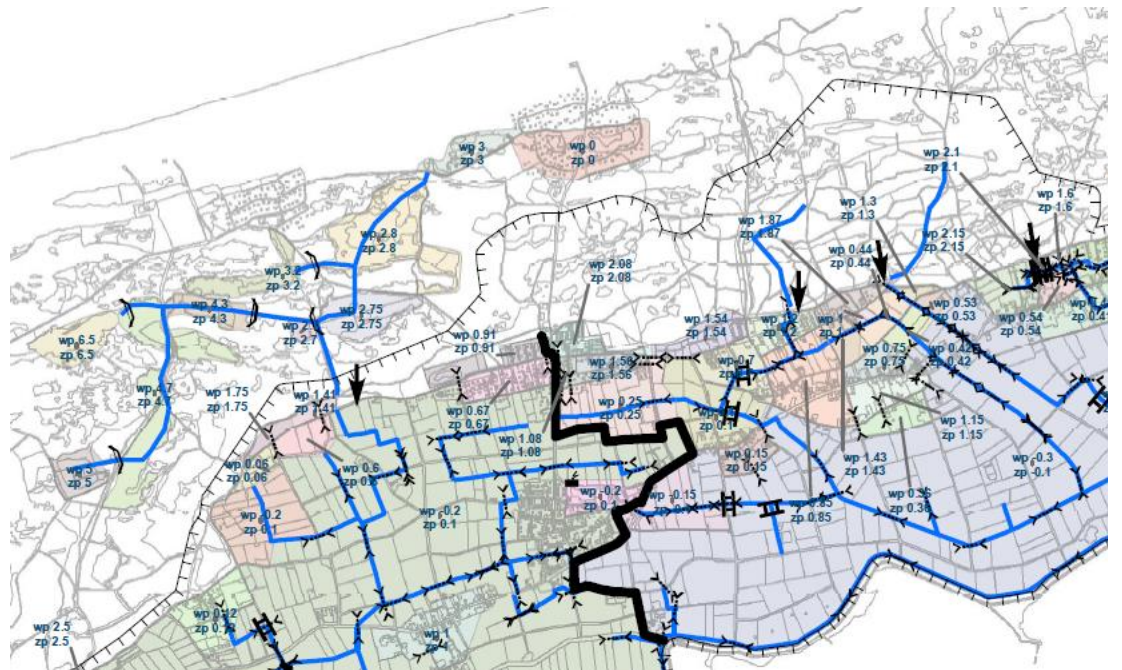 wp 3
zp 3
wp 0
zp 0
wp 2.1
zp 2.1
wp 1.6
zp 1.6
wp 1.3
zp 1.3
wp 1.87
zp 1.87
wp 2.8
zp 2.8
wp 0.44
zp 0.44
wp 2.15
zp 2.15
wp 3.2
zp 3.2
wp 2.08
zp 2.08
wp 4.3
zp 4.3
zp 2.7
wp 2.75
zp 2.75
wp 0.53
zp 0.53
wp 0.54
zp 0.54
wp 6.5
zp 6.5
wp 0.91
zp 0.91
wp 1.54
zp 1.54
wp 1
wp 0.75
zp 0.75
wp 0.42
zp 0.42
wp 1.58
zp 1.56
wp 4.7
wp 1.75
zp 1.75
wp 1.41
wp 0.67
zp 0.67
wp 0.25
zp 0.25
wp 1.15
zp 1.15
wp 1.08
zp 1.08
wp 1.43
zp 1.43
wp 0.06
zp 0.06
wp 0.6
wp 0.15
zp 0.15
wp -0.3
zp -0.1
wp 5
zp 5
wp -0.2
zp 0.1
wp -0.2
wp -0.15
zp 0.85
zp 0.36
wp -0.2
zp 0.1
wp 0.12
wp 1
wp 2.5
zp 2.5